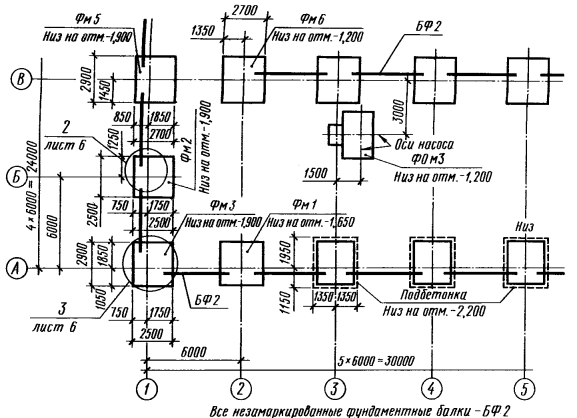 Фм 5
Низ на отм.-1,900
2700
1350
Фм 6
Низ на отм.-1,200
БФ 2
В
2900
1450
850
1850
2700
3000
2
лист 6
1250
Фм 2
Низ на отм.-1,900
Оси насоса
ФОм3
Низ на отм.-1,200
1500
Б
4×6000 = 24000
6000
2500
750
1750
2500
Фм 3
Низ на отм.-1,900
Фм 1
Низ на отм.-1,650
Низ
А
2900
1850
1050
1950
1150
1350
1350
Подбетонка
Низ на отм.-2,200
3
лист 6
750
1750
2500
БФ 2
6000
5×6000 = 30000
1
2
3
4
5
Все незамаркированные фундаментные балки – БФ 2